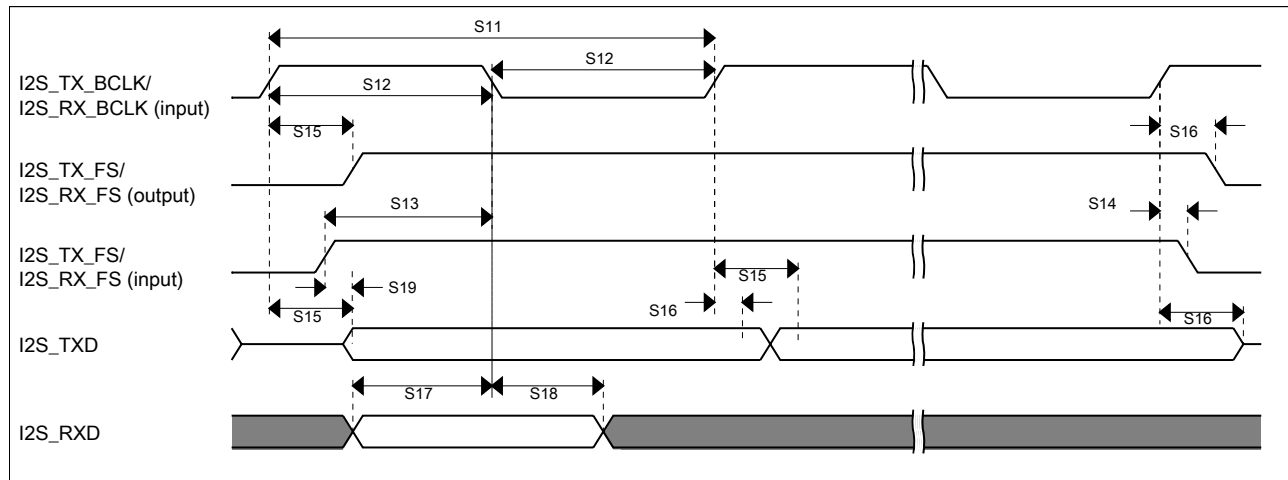 S11
S12
I2S_TX_BCLK/
I2S_RX_BCLK (input)
S12
S15
S16
I2S_TX_FS/
I2S_RX_FS (output)
S13
S14
I2S_TX_FS/
I2S_RX_FS (input)
S15
S19
S15
S16
S16
I2S_TXD
S17
S18
I2S_RXD